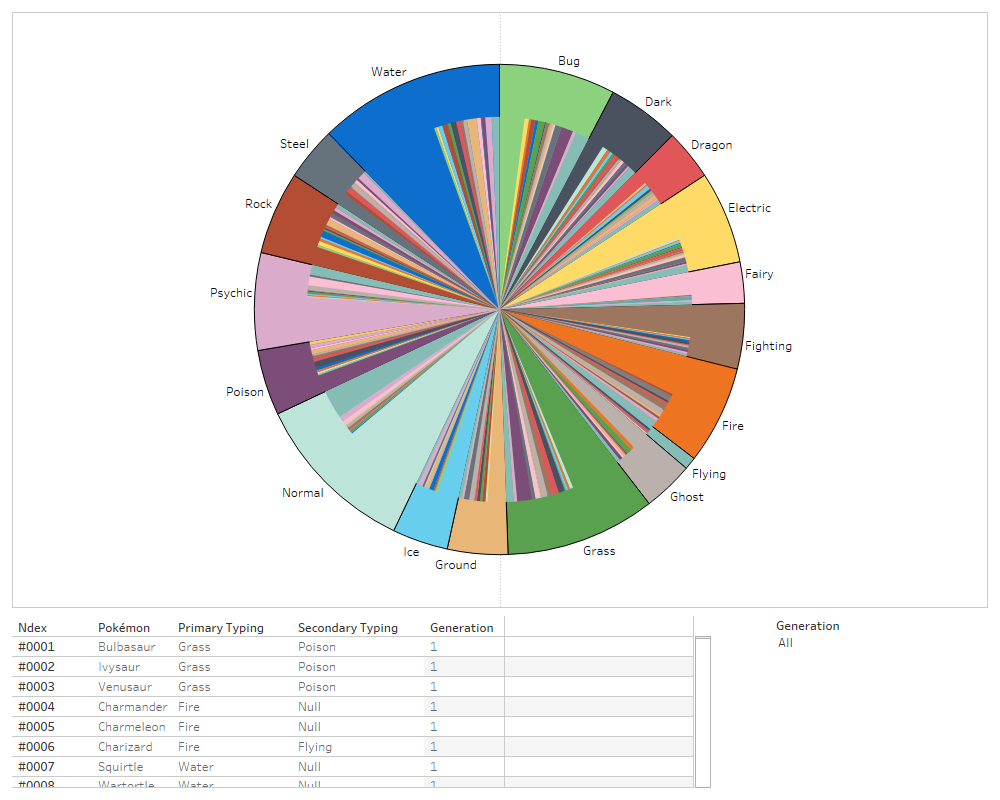 Bug
Water
Dark
Steel
Dragon
Rock
Electric
Fairy
Psychic
Fighting
Poison
Fire
Flying
Normal
Ghost
Ice
Grass
Ground
Ndex Pokémon Primary Typing Secondary Typing Generation
#0001 Bulbasaur Grass Poison 1
#0002 Ivysaur Grass Poison 1
#0003 Venusaur Grass Poison 1
#0004 Charmander Fire Null 1
#0005 Charmeleon Fire Null 1
#0006 Charizard Fire Flying 1
#0007 Squirtle Water Null 1
#0008 Wartortle Water Null 1
Generation
All